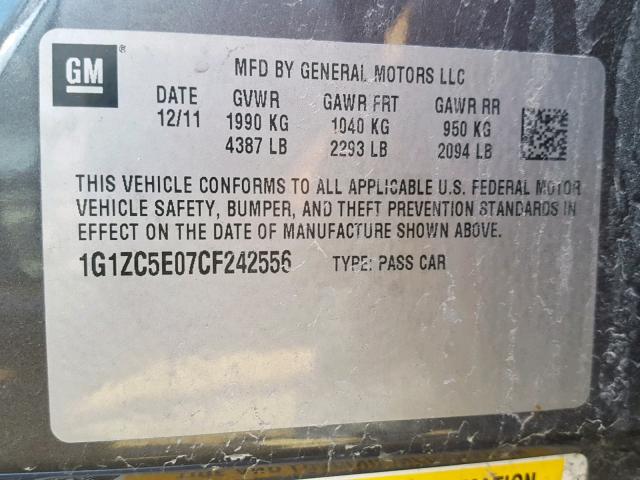 GM ®
MFD BY GENERAL MOTORS LLC
DATE GVWR GAWR FRT GAWR RR
12/11 1990 KG 1040 KG 950 KG
4387 LB 2293 LB 2094 LB
THIS VEHICLE CONFORMS TO ALL APPLICABLE U.S. FEDERAL MOTOR
VEHICLE SAFETY, BUMPER, AND THEFT PREVENTION STANDARDS IN
EFFECT ON THE DATE OF MANUFACTURE SHOWN ABOVE.
1G1ZC5E07CF242556 TYPE: PASS CAR